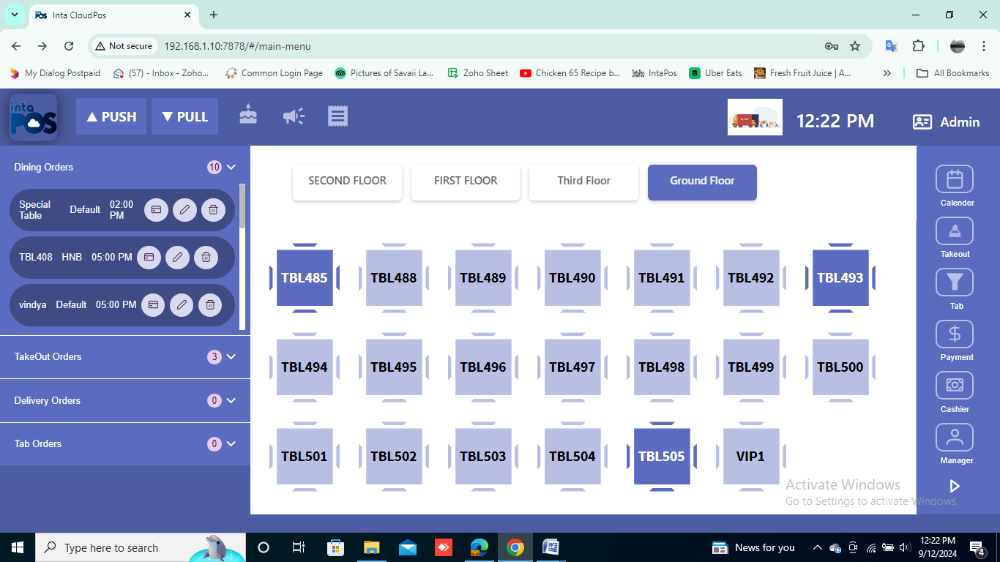 Inta CloudPos
Not secure 192.168.1.10:7878/#/main-menu
My Dialog Postpaid (57) - Inbox - Zoho... Common Login Page Pictures of Savaii La... Zoho Sheet Chicken 65 Recipe b... IntaPos Uber Eats Fresh Fruit Juice | A... All Bookmarks
inta POS PUSH PULL 12:22 PM Admin
Dining Orders 10
Special Table Default 02:00 PM
TBL408 HNB 05:00 PM
vindya Default 05:00 PM
TakeOut Orders 3
Delivery Orders 0
Tab Orders 0
SECOND FLOOR FIRST FLOOR Third Floor Ground Floor
TBL485 TBL488 TBL489 TBL490 TBL491 TBL492 TBL493
TBL494 TBL495 TBL496 TBL497 TBL498 TBL499 TBL500
TBL501 TBL502 TBL503 TBL504 TBL505 VIP1
Calender
Takeout
Tab
Payment
Cashier
Manager
Activate Windows
Go to Settings to activate Windows.
Type here to search News for you 12:22 PM
9/12/2024 4